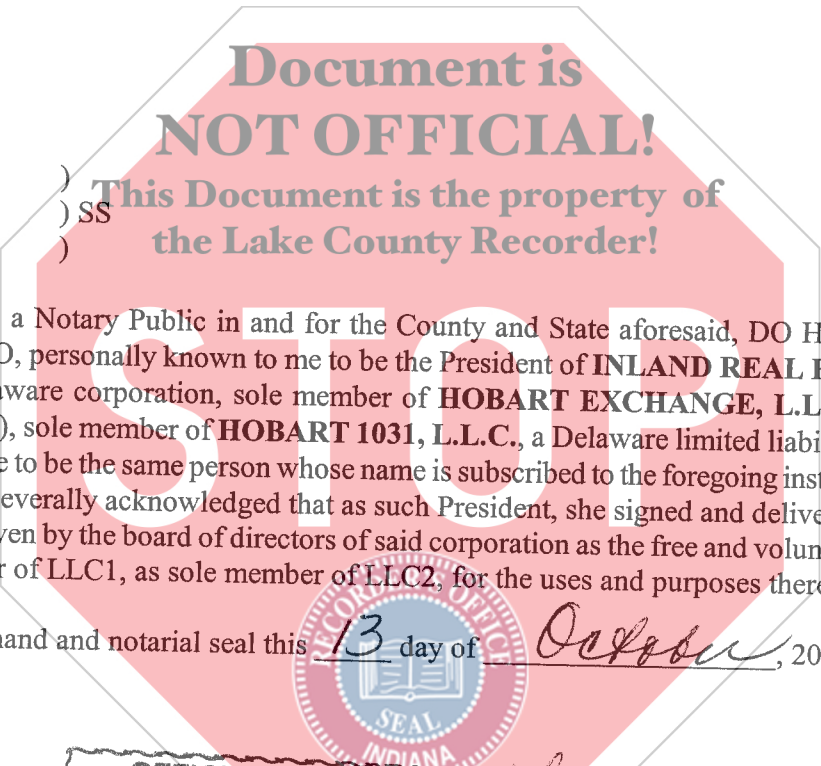 Document is
NOT OFFICIAL!
This Document is the property of
the Lake County Recorder!
)
) SS
)
STOP
a Notary Public in and for the County and State aforesaid, DO H
O, personally known to me to be the President of INLAND REAL E
aware corporation, sole member of HOBART EXCHANGE, L.L
), sole member of HOBART 1031, L.L.C., a Delaware limited liabi
e to be the same person whose name is subscribed to the foregoing inst
everally acknowledged that as such President, she signed and delive
ven by the board of directors of said corporation as the free and volun
r of LLC1, as sole member of LLC2, for the uses and purposes there
hand and notarial seal this 13 day of October, 20
RECORDER'S OFFICE
SEAL
INDIANA